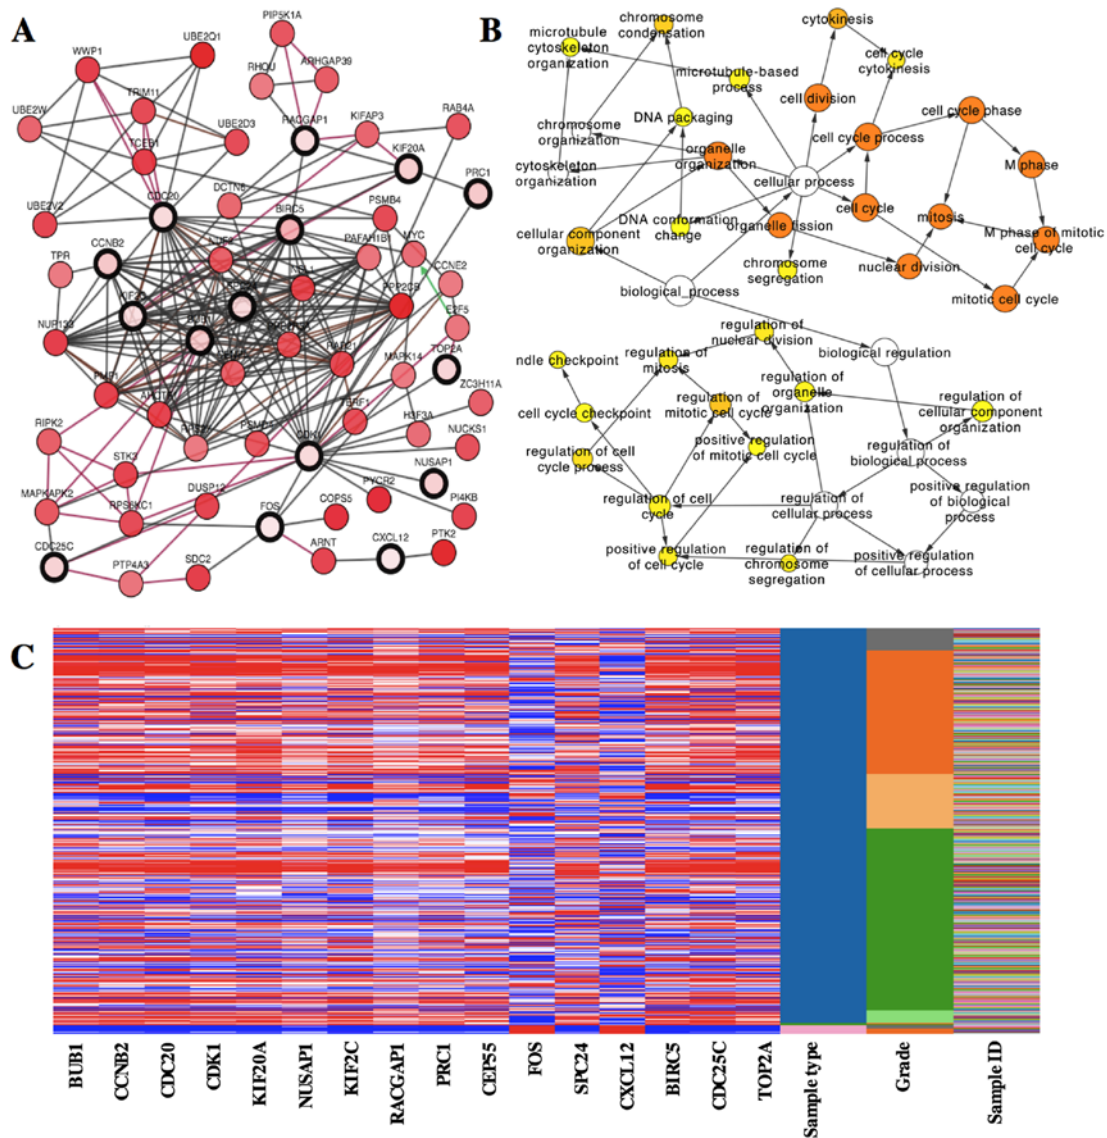 A
PIP5K1A
UBE2Q1
WWP1
RHOU
ARHGAP39
TRIM11
RAB4A
UBE2W
UBE2D3
RACGAP1
KIFAP3
TCEB1
KIF20A
PRC1
CDC20
DCTN6
UBE2V2
BIRC5
PSMB4
CCNB2
PAFAH1B1
MYC
TPR
CCNE2
PPP2CB
KIF2C
E2F5
NUP133
BUB1
TOP2A
RAB21
MAPK14
PMF1
ZC3H11A
TERF1
H3F3A
RIPK2
CDK1
NUCKS1
STK3
NUSAP1
MAPKAPK2
DUSP12
PYCR2
RPS6KC1
FOS
COPS5
PI4KB
CDC25C
ARNT
CXCL12
PTK2
PTP4A3
SDC2
B
chromosome
condensation
cytokinesis
microtubule
cytoskeleton
organization
cell cycle
cytokinesis
microtubule-based
process
cell division
cell cycle phase
DNA packaging
chromosome
organization
cell cycle process
organelle
organization
M phase
cytoskeleton
organization
cellular process
cell cycle
mitosis
DNA conformation
change
organelle fission
cellular component
organization
M phase of mitotic
cell cycle
chromosome
segregation
nuclear division
biological_process
mitotic cell cycle
regulation of
nuclear division
ndle checkpoint
regulation of
mitosis
biological regulation
regulation of
organelle
organization
regulation of
mitotic cell cycle
regulation of
cellular component
organization
cell cycle checkpoint
positive regulation
of mitotic cell cycle
regulation of
biological process
regulation of cell
cycle process
positive regulation
of biological
process
regulation of cell
cycle
regulation of
cellular process
positive regulation
of cell cycle
regulation of
chromosome
segregation
positive regulation
of cellular process
C
BUB1
CCNB2
CDC20
CDK1
KIF20A
NUSAP1
KIF2C
RACGAP1
PRC1
CEP55
FOS
SPC24
CXCL12
BIRC5
CDC25C
TOP2A
Sample type
Grade
Sample ID